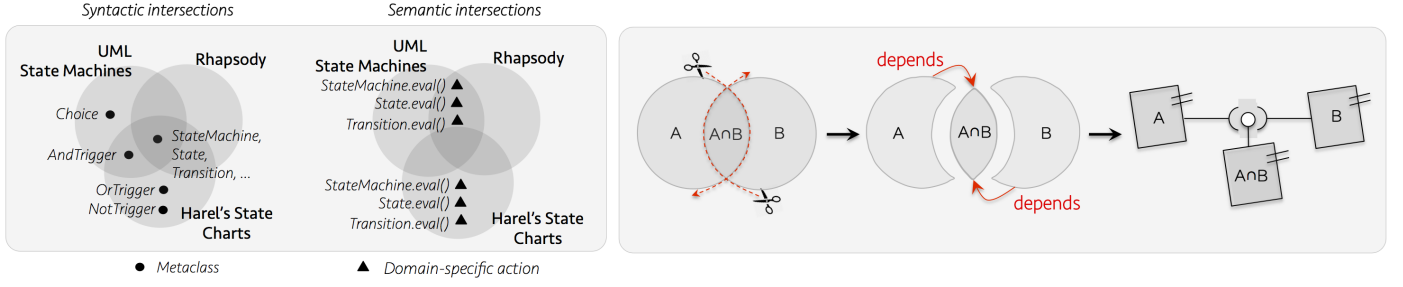 Syntactic intersections
UML
State Machines
Rhapsody
Choice
AndTrigger
StateMachine,
State,
Transition, ...
OrTrigger
NotTrigger
Harel's State
Charts
Metaclass
Semantic intersections
UML
State Machines
Rhapsody
StateMachine.eval()
State.eval()
Transition.eval()
StateMachine.eval()
State.eval()
Transition.eval()
Harel's State
Charts
Domain-specific action
A
A∩B
B
depends
A
A∩B
B
depends
A
B
A∩B